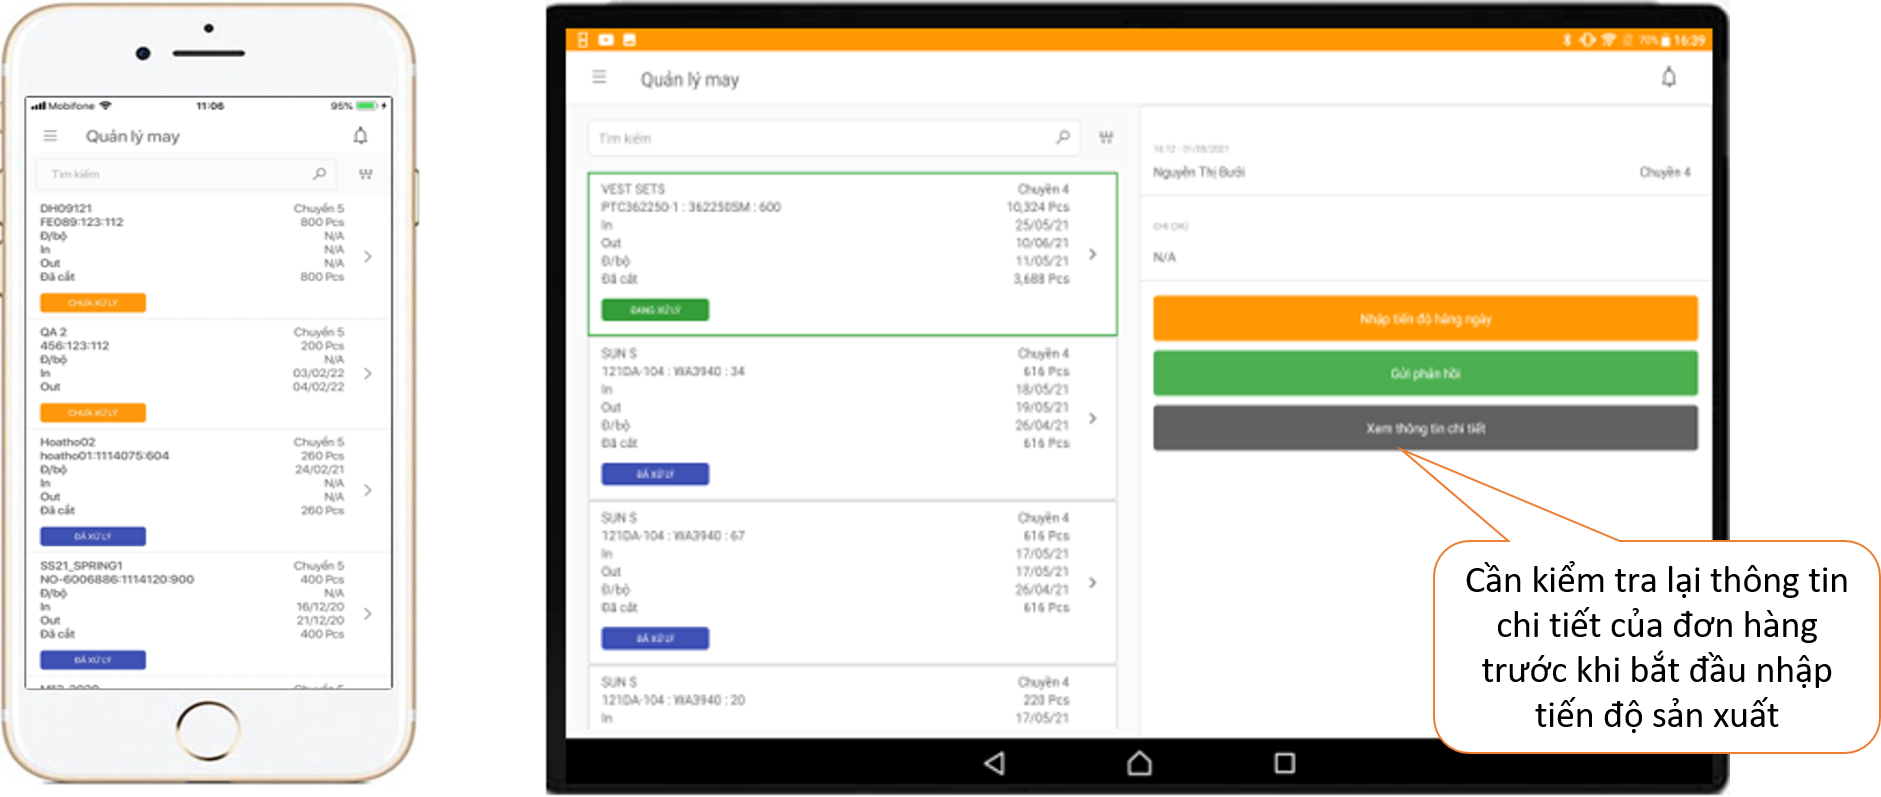 Mobifone 11:06 95%
Quản lý may
Tìm kiếm
DH09121 Chuyển 5
FE089:123:112 800 Pcs
Đ/bộ N/A
In N/A
Out N/A
Đã cắt 800 Pcs
CHƯA XỬ LÝ
QA 2 Chuyển 5
456:123:112 200 Pcs
Đ/bộ N/A
In 03/02/22
Out 04/02/22
CHƯA XỬ LÝ
Hoatho02 Chuyển 5
hoatho01:1114075:604 260 Pcs
Đ/bộ 24/02/21
In N/A
Out N/A
Đã cắt 260 Pcs
ĐÃ XỬ LÝ
SS21_SPRING1 Chuyển 5
NO-6006886:1114120:900 400 Pcs
Đ/bộ N/A
In 16/12/20
Out 21/12/20
Đã cắt 400 Pcs
ĐÃ XỬ LÝ
70% 16:39
Quản lý may
Tìm kiếm
VEST SETS Chuyền 4
PTC362250-1 : 362250SM : 600 10,324 Pcs
In 25/05/21
Out 10/06/21
Đ/bộ 11/05/21
Đã cắt 3,688 Pcs
ĐANG XỬ LÝ
SUN S Chuyền 4
121DA-104 : WA3940 : 34 616 Pcs
In 18/05/21
Out 19/05/21
Đ/bộ 26/04/21
Đã cắt 616 Pcs
ĐÃ XỬ LÝ
SUN S Chuyền 4
121DA-104 : WA3940 : 67 616 Pcs
In 17/05/21
Out 17/05/21
Đ/bộ 26/04/21
Đã cắt 616 Pcs
ĐÃ XỬ LÝ
SUN S Chuyền 4
121DA-104 : WA3940 : 20 220 Pcs
In 17/05/21
16:12 - 31/05/2021
Nguyễn Thị Bưởi Chuyền 4
GHI CHÚ
N/A
Nhập tiến độ hằng ngày
Gửi phản hồi
Xem thông tin chi tiết
Cần kiểm tra lại thông tin
chi tiết của đơn hàng
trước khi bắt đầu nhập
tiến độ sản xuất